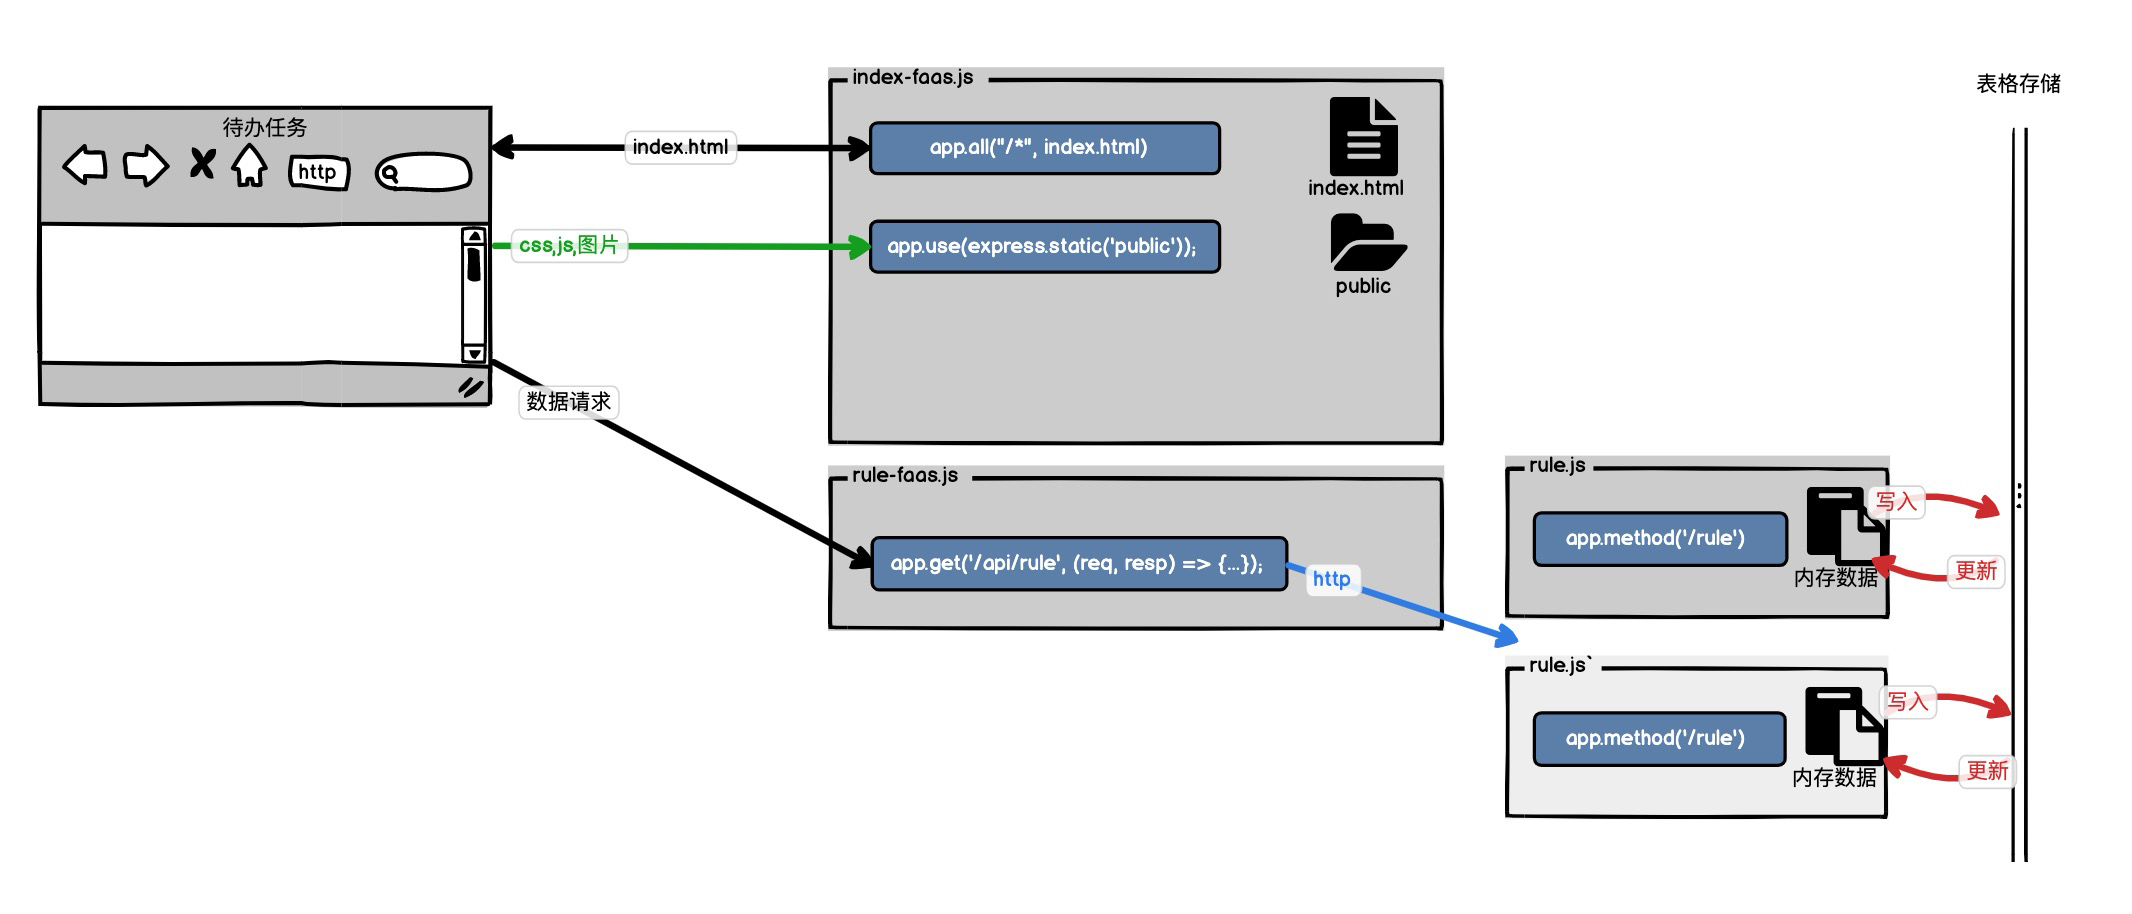 待办任务
http
index.html
css,js,图片
数据请求
index-faas.js
app.all("/*", index.html)
index.html
app.use(express.static('public'));
public
rule-faas.js
app.get('/api/rule', (req, resp) => {...});
http
rule.js
app.method('/rule')
内存数据
写入
更新
rule.js`
app.method('/rule')
内存数据
写入
更新
表格存储